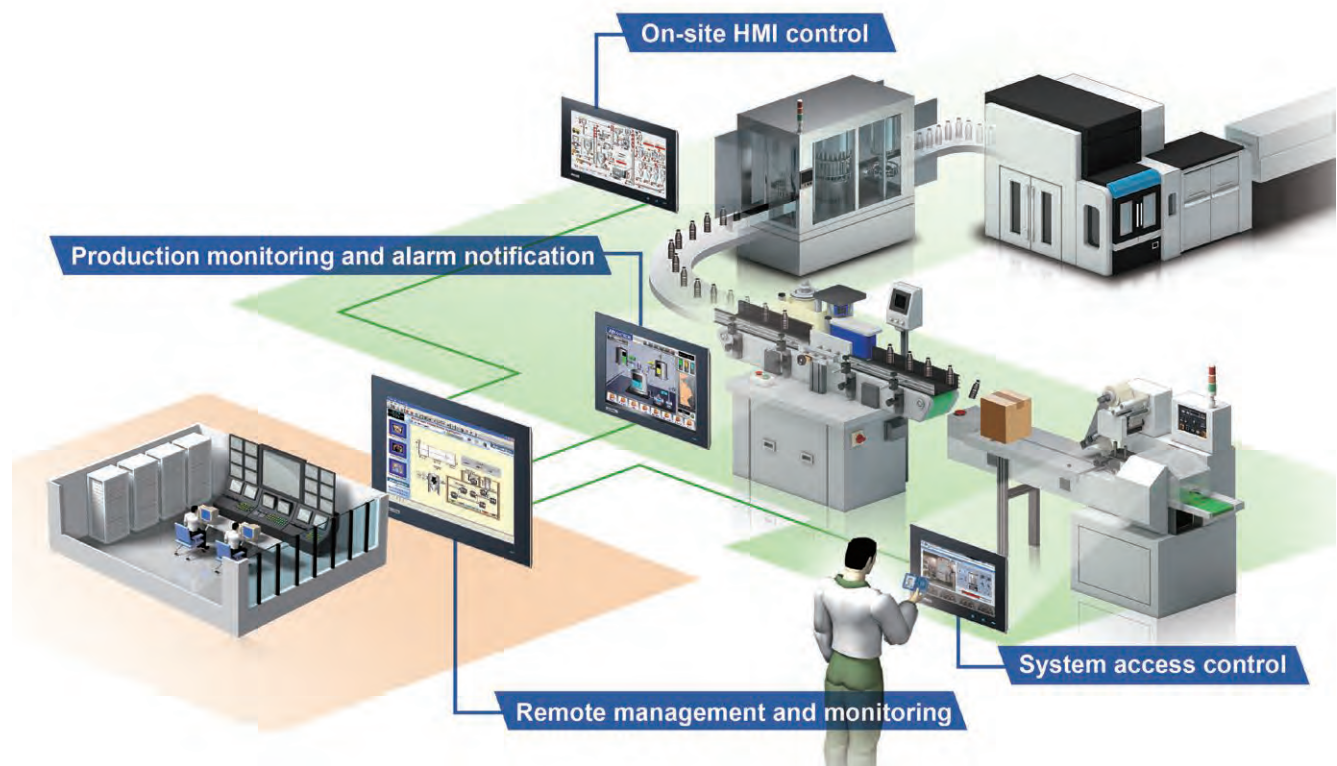 On-site HMI control
Production monitoring and alarm notification
System access control
Remote management and monitoring